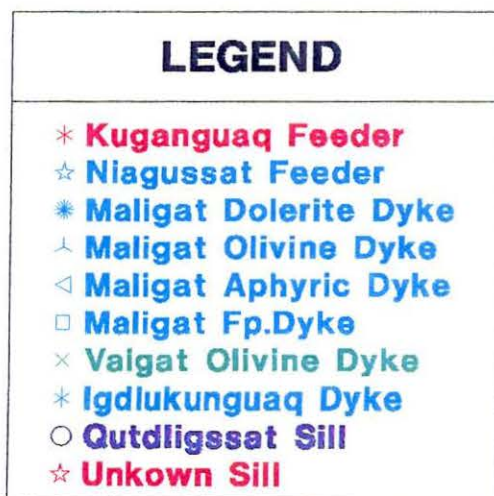 LEGEND
Kuganguaq Feeder
Niagussat Feeder
Maligat Dolerite Dyke
Maligat Olivine Dyke
Maligat Aphyric Dyke
Maligat Fp.Dyke
Vaigat Olivine Dyke
Igdlukunguaq Dyke
Qutdligssat Sill
Unkown Sill